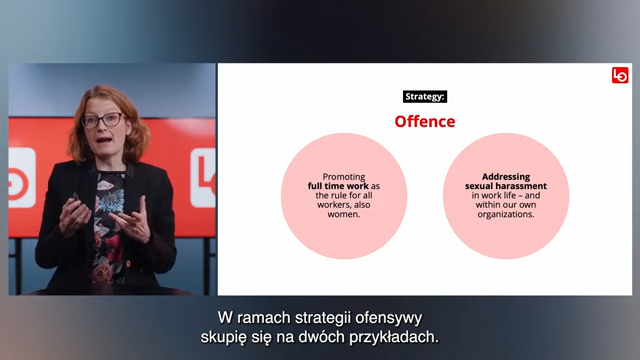 LO
Strategy:
Offence
Promoting
full time work as
the rule for all
workers, also
women.
Addressing
sexual harassment
in work life – and
within our own
organizations.
W ramach strategii ofensywy
skupię się na dwóch przykładach.